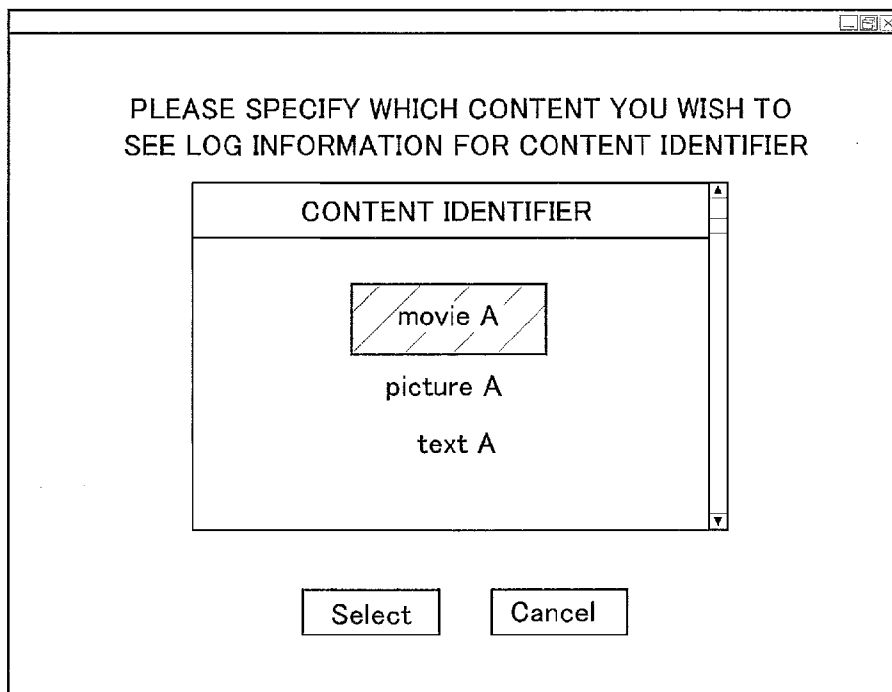 PLEASE SPECIFY WHICH CONTENT YOU WISH TO
SEE LOG INFORMATION FOR CONTENT IDENTIFIER
CONTENT IDENTIFIER
movie A
picture A
text A
Select
Cancel